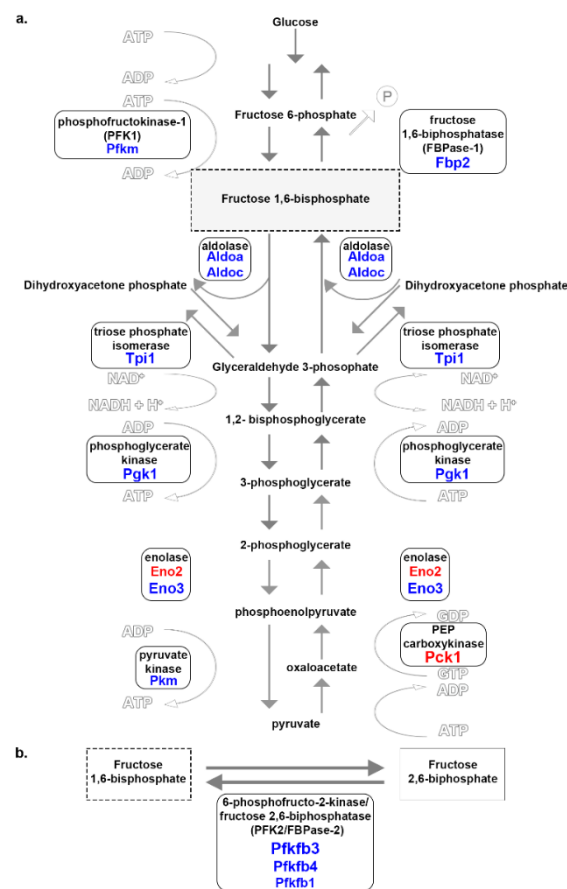 a.
Glucose
ATP
ADP
ATP
phosphofructokinase-1
(PFK1)
Pfkm
ADP
Fructose 6-phosphate
P
fructose
1,6-biphosphatase
(FBPase-1)
Fbp2
Fructose 1,6-bisphosphate
aldolase
Aldoa
Aldoc
aldolase
Aldoa
Aldoc
Dihydroxyacetone phosphate
Dihydroxyacetone phosphate
triose phosphate
isomerase
Tpi1
triose phosphate
isomerase
Tpi1
Glyceraldehyde 3-phosophate
NAD⁺
NADH + H⁺
NAD⁺
NADH + H⁺
1,2- bisphosphoglycerate
ADP
phosphoglycerate
kinase
Pgk1
ATP
ADP
phosphoglycerate
kinase
Pgk1
ATP
3-phosphoglycerate
2-phosphoglycerate
enolase
Eno2
Eno3
enolase
Eno2
Eno3
phosphoenolpyruvate
ADP
pyruvate
kinase
Pkm
ATP
GDP
PEP
carboxykinase
Pck1
GTP
ADP
ATP
oxaloacetate
pyruvate
b.
Fructose
1,6-bisphosphate
Fructose
2,6-biphosphate
6-phosphofructo-2-kinase/
fructose 2,6-biphosphatase
(PFK2/FBPase-2)
Pfkfb3
Pfkfb4
Pfkfb1